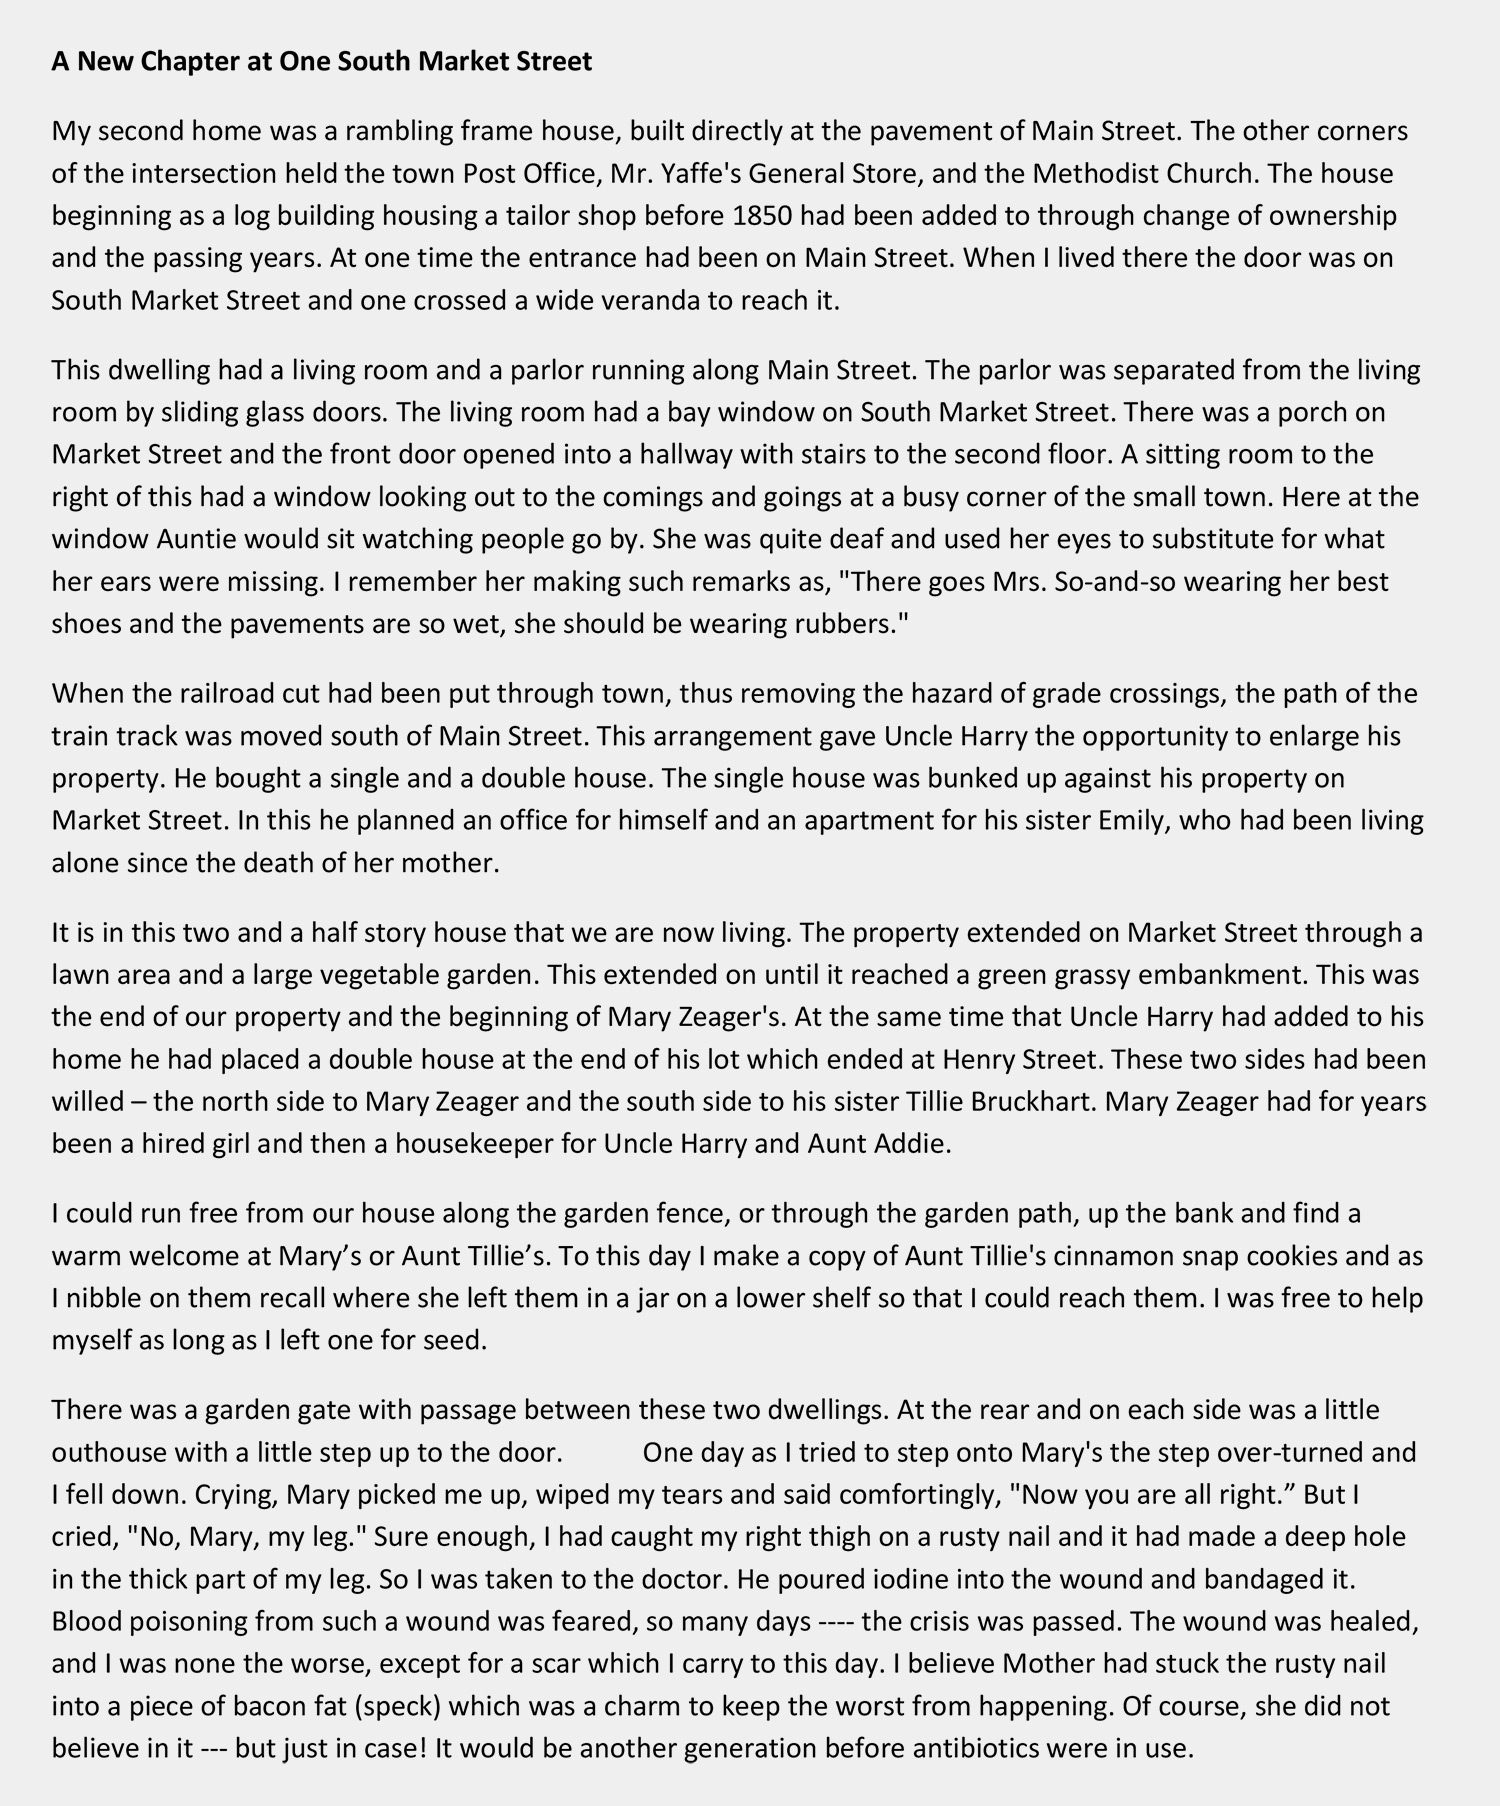 A New Chapter at One South Market Street
My second home was a rambling frame house, built directly at the pavement of Main Street. The other corners
of the intersection held the town Post Office, Mr. Yaffe's General Store, and the Methodist Church. The house
beginning as a log building housing a tailor shop before 1850 had been added to through change of ownership
and the passing years. At one time the entrance had been on Main Street. When I lived there the door was on
South Market Street and one crossed a wide veranda to reach it.
This dwelling had a living room and a parlor running along Main Street. The parlor was separated from the living
room by sliding glass doors. The living room had a bay window on South Market Street. There was a porch on
Market Street and the front door opened into a hallway with stairs to the second floor. A sitting room to the
right of this had a window looking out to the comings and goings at a busy corner of the small town. Here at the
window Auntie would sit watching people go by. She was quite deaf and used her eyes to substitute for what
her ears were missing. I remember her making such remarks as, "There goes Mrs. So-and-so wearing her best
shoes and the pavements are so wet, she should be wearing rubbers."
When the railroad cut had been put through town, thus removing the hazard of grade crossings, the path of the
train track was moved south of Main Street. This arrangement gave Uncle Harry the opportunity to enlarge his
property. He bought a single and a double house. The single house was bunked up against his property on
Market Street. In this he planned an office for himself and an apartment for his sister Emily, who had been living
alone since the death of her mother.
It is in this two and a half story house that we are now living. The property extended on Market Street through a
lawn area and a large vegetable garden. This extended on until it reached a green grassy embankment. This was
the end of our property and the beginning of Mary Zeager's. At the same time that Uncle Harry had added to his
home he had placed a double house at the end of his lot which ended at Henry Street. These two sides had been
willed – the north side to Mary Zeager and the south side to his sister Tillie Bruckhart. Mary Zeager had for years
been a hired girl and then a housekeeper for Uncle Harry and Aunt Addie.
I could run free from our house along the garden fence, or through the garden path, up the bank and find a
warm welcome at Mary’s or Aunt Tillie’s. To this day I make a copy of Aunt Tillie's cinnamon snap cookies and as
I nibble on them recall where she left them in a jar on a lower shelf so that I could reach them. I was free to help
myself as long as I left one for seed.
There was a garden gate with passage between these two dwellings. At the rear and on each side was a little
outhouse with a little step up to the door. One day as I tried to step onto Mary's the step over-turned and
I fell down. Crying, Mary picked me up, wiped my tears and said comfortingly, "Now you are all right.” But I
cried, "No, Mary, my leg." Sure enough, I had caught my right thigh on a rusty nail and it had made a deep hole
in the thick part of my leg. So I was taken to the doctor. He poured iodine into the wound and bandaged it.
Blood poisoning from such a wound was feared, so many days ---- the crisis was passed. The wound was healed,
and I was none the worse, except for a scar which I carry to this day. I believe Mother had stuck the rusty nail
into a piece of bacon fat (speck) which was a charm to keep the worst from happening. Of course, she did not
believe in it --- but just in case! It would be another generation before antibiotics were in use.